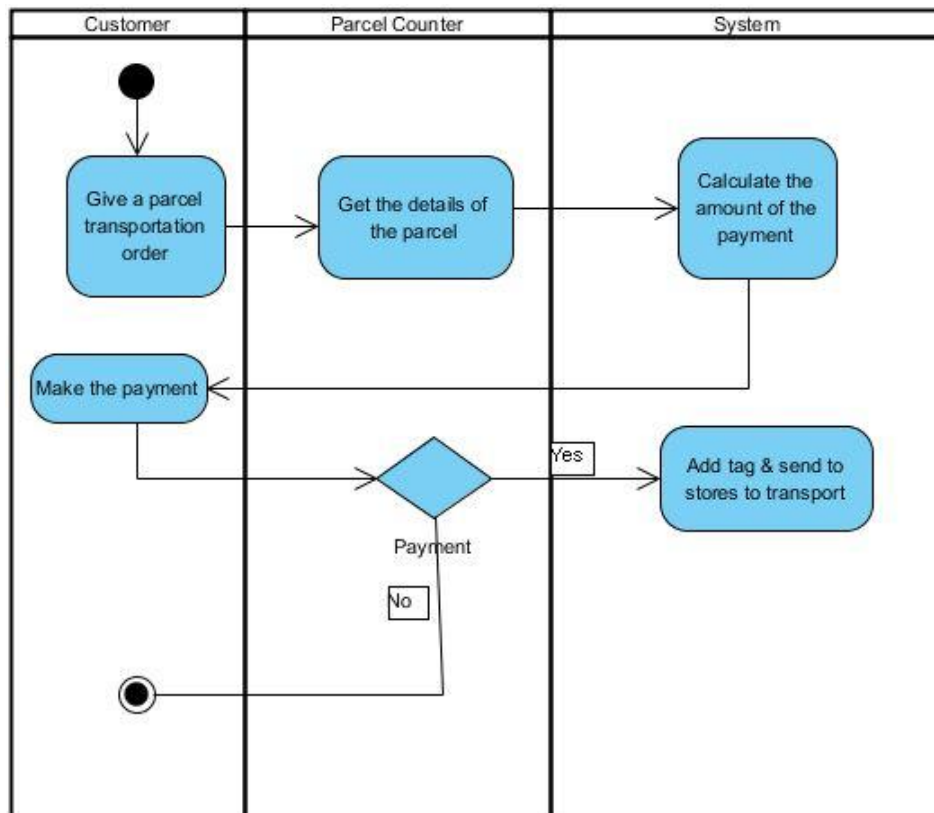 Customer
Parcel Counter
System
Give a parcel
transportation
order
Get the details of
the parcel
Calculate the
amount of the
payment
Make the payment
Yes
Add tag & send to
stores to transport
Payment
No